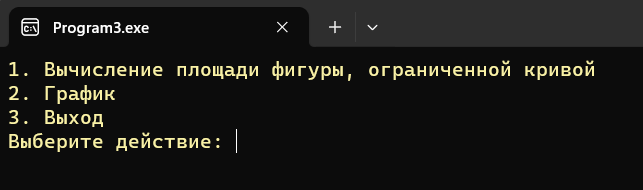 Program3.exe
1. Вычисление площади фигуры, ограниченной кривой
2. График
3. Выход
Выберите действие: